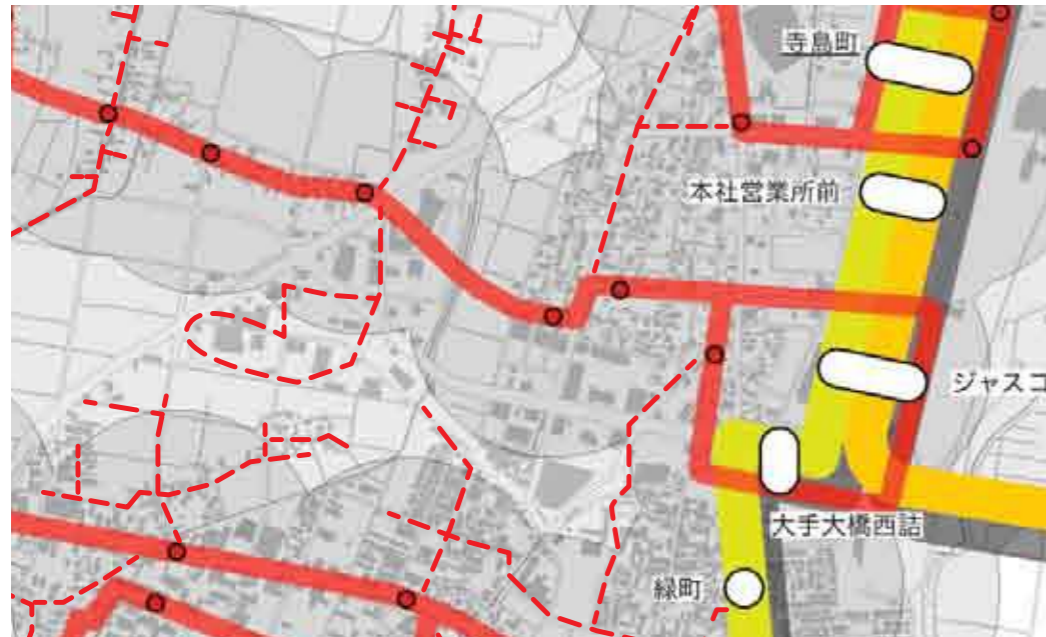 寺島町
本社営業所前
ジャスコ
大手大橋西詰
緑町